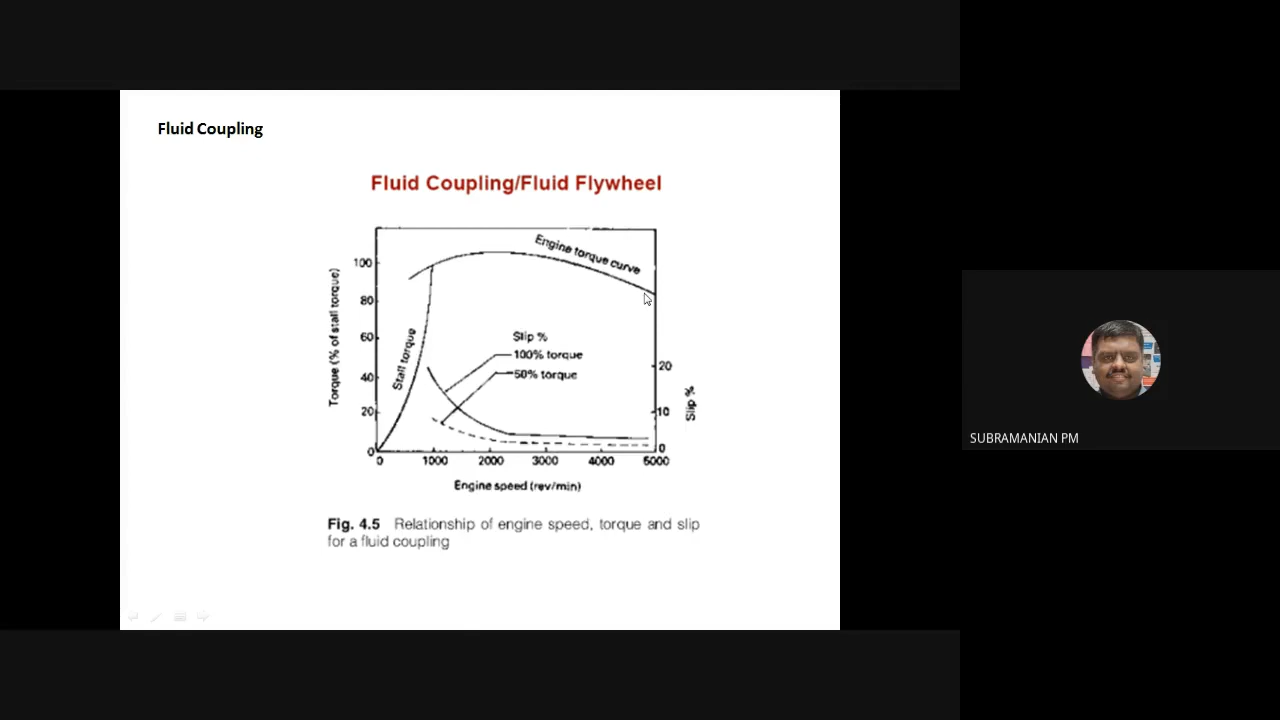 Fluid Coupling
Fluid Coupling/Fluid Flywheel
Engine torque curve
100
80
60
40
20
0
Torque (% of stall torque)
Stall torque
Slip %
100% torque
50% torque
20
10
0
Slip %
0 1000 2000 3000 4000 5000
Engine speed (rev/min)
Fig. 4.5 Relationship of engine speed, torque and slip
for a fluid coupling
SUBRAMANIAN PM